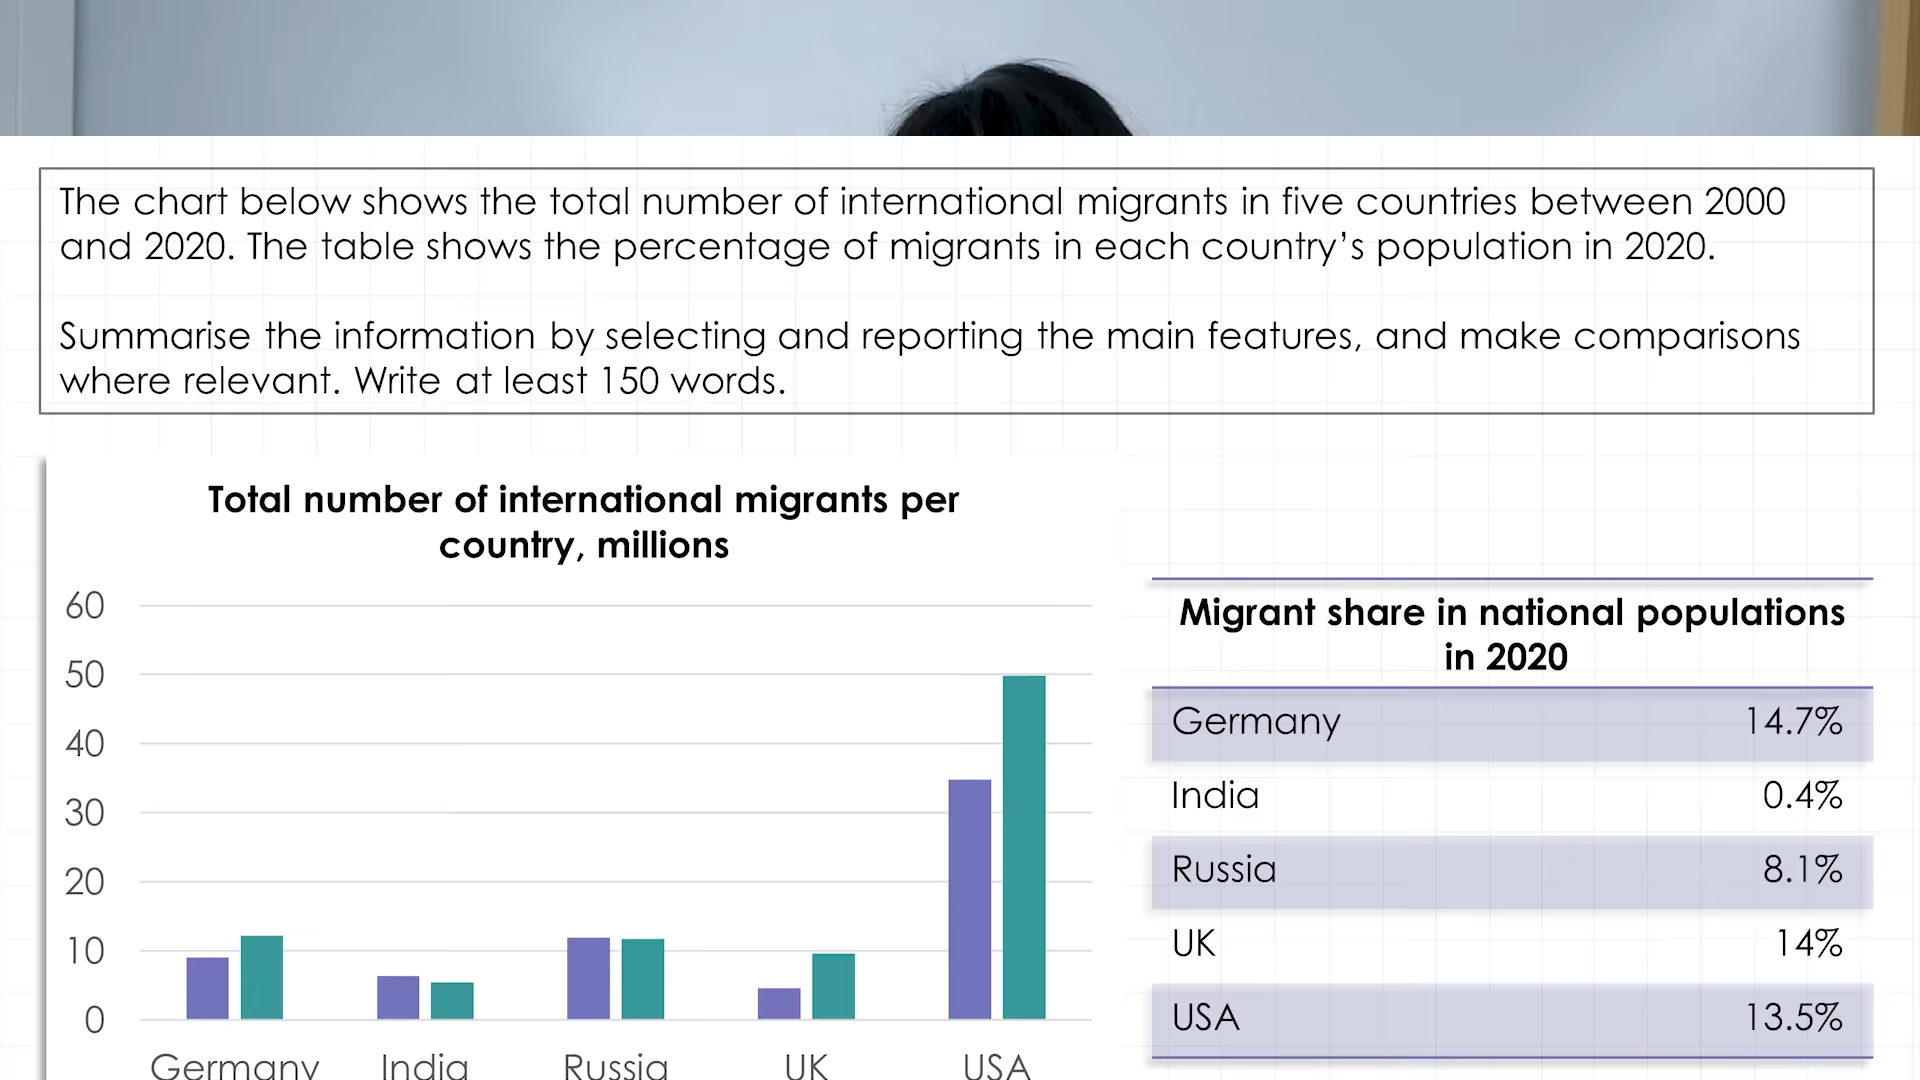 The chart below shows the total number of international migrants in five countries between 2000
and 2020. The table shows the percentage of migrants in each country’s population in 2020.
Summarise the information by selecting and reporting the main features, and make comparisons
where relevant. Write at least 150 words.
Total number of international migrants per
country, millions
60
50
40
30
20
10
0
Germany India Russia UK USA
Migrant share in national populations
in 2020
Germany 14.7%
India 0.4%
Russia 8.1%
UK 14%
USA 13.5%